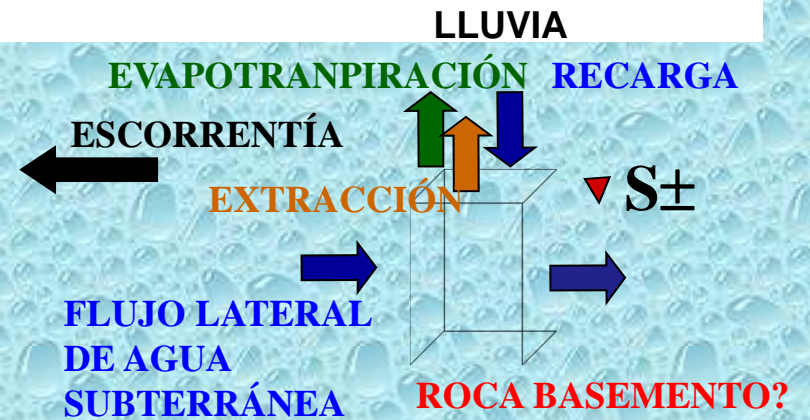 LLUVIA
EVAPOTRANPIRACIÓN RECARGA
ESCORRENTÍA
EXTRACCIÓN
S±
FLUJO LATERAL
DE AGUA
SUBTERRÁNEA
ROCA BASEMENTO?